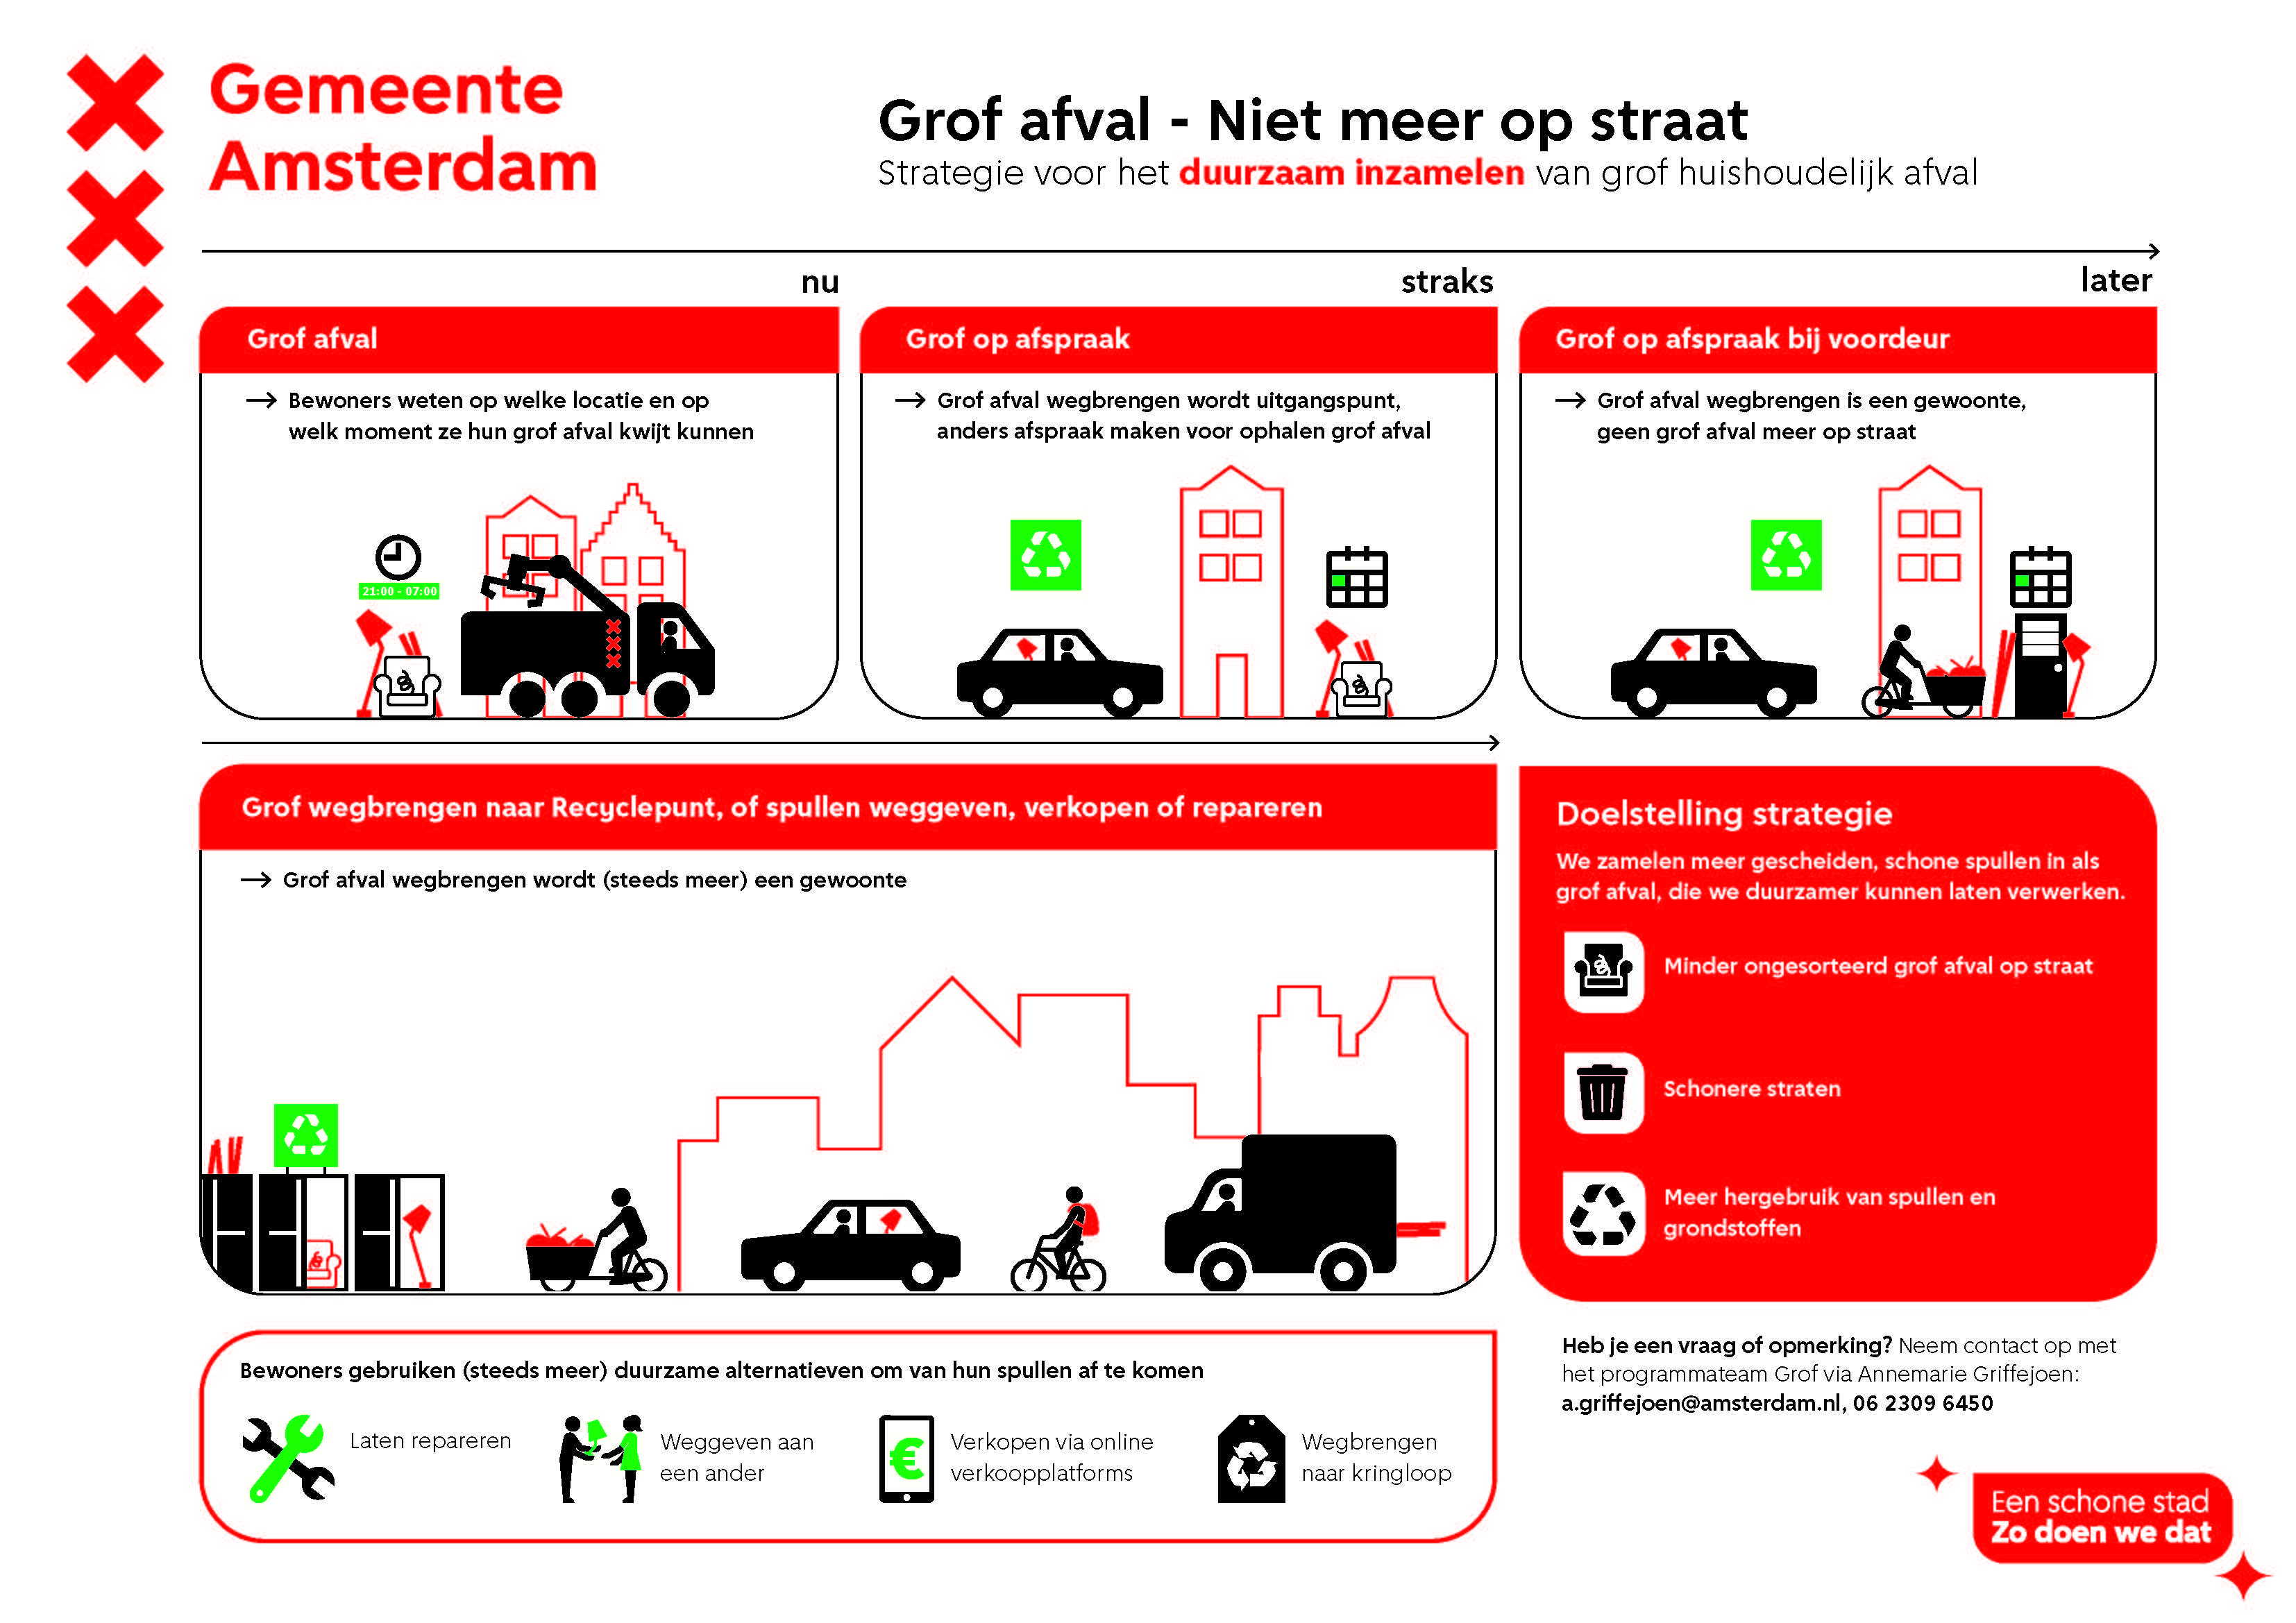 Gemeente
Amsterdam
Grof afval - Niet meer op straat
Strategie voor het duurzaam inzamelen van grof huishoudelijk afval
nu
straks
later
Grof afval
Bewoners weten op welke locatie en op
welk moment ze hun grof afval kwijt kunnen
21:00 - 07:00
Grof op afspraak
Grof afval wegbrengen wordt uitgangspunt,
anders afspraak maken voor ophalen grof afval
Grof op afspraak bij voordeur
Grof afval wegbrengen is een gewoonte,
geen grof afval meer op straat
Grof wegbrengen naar Recyclepunt, of spullen weggeven, verkopen of repareren
Grof afval wegbrengen wordt (steeds meer) een gewoonte
Doelstelling strategie
We zamelen meer gescheiden, schone spullen in als
grof afval, die we duurzamer kunnen laten verwerken.
Minder ongesorteerd grof afval op straat
Schonere straten
Meer hergebruik van spullen en
grondstoffen
Bewoners gebruiken (steeds meer) duurzame alternatieven om van hun spullen af te komen
Laten repareren
Weggeven aan
een ander
€
Verkopen via online
verkoopplatforms
Wegbrengen
naar kringloop
Heb je een vraag of opmerking? Neem contact op met
het programmateam Grof via Annemarie Griffejoen:
a.griffejoen@amsterdam.nl, 06 2309 6450
Een schone stad
Zo doen we dat